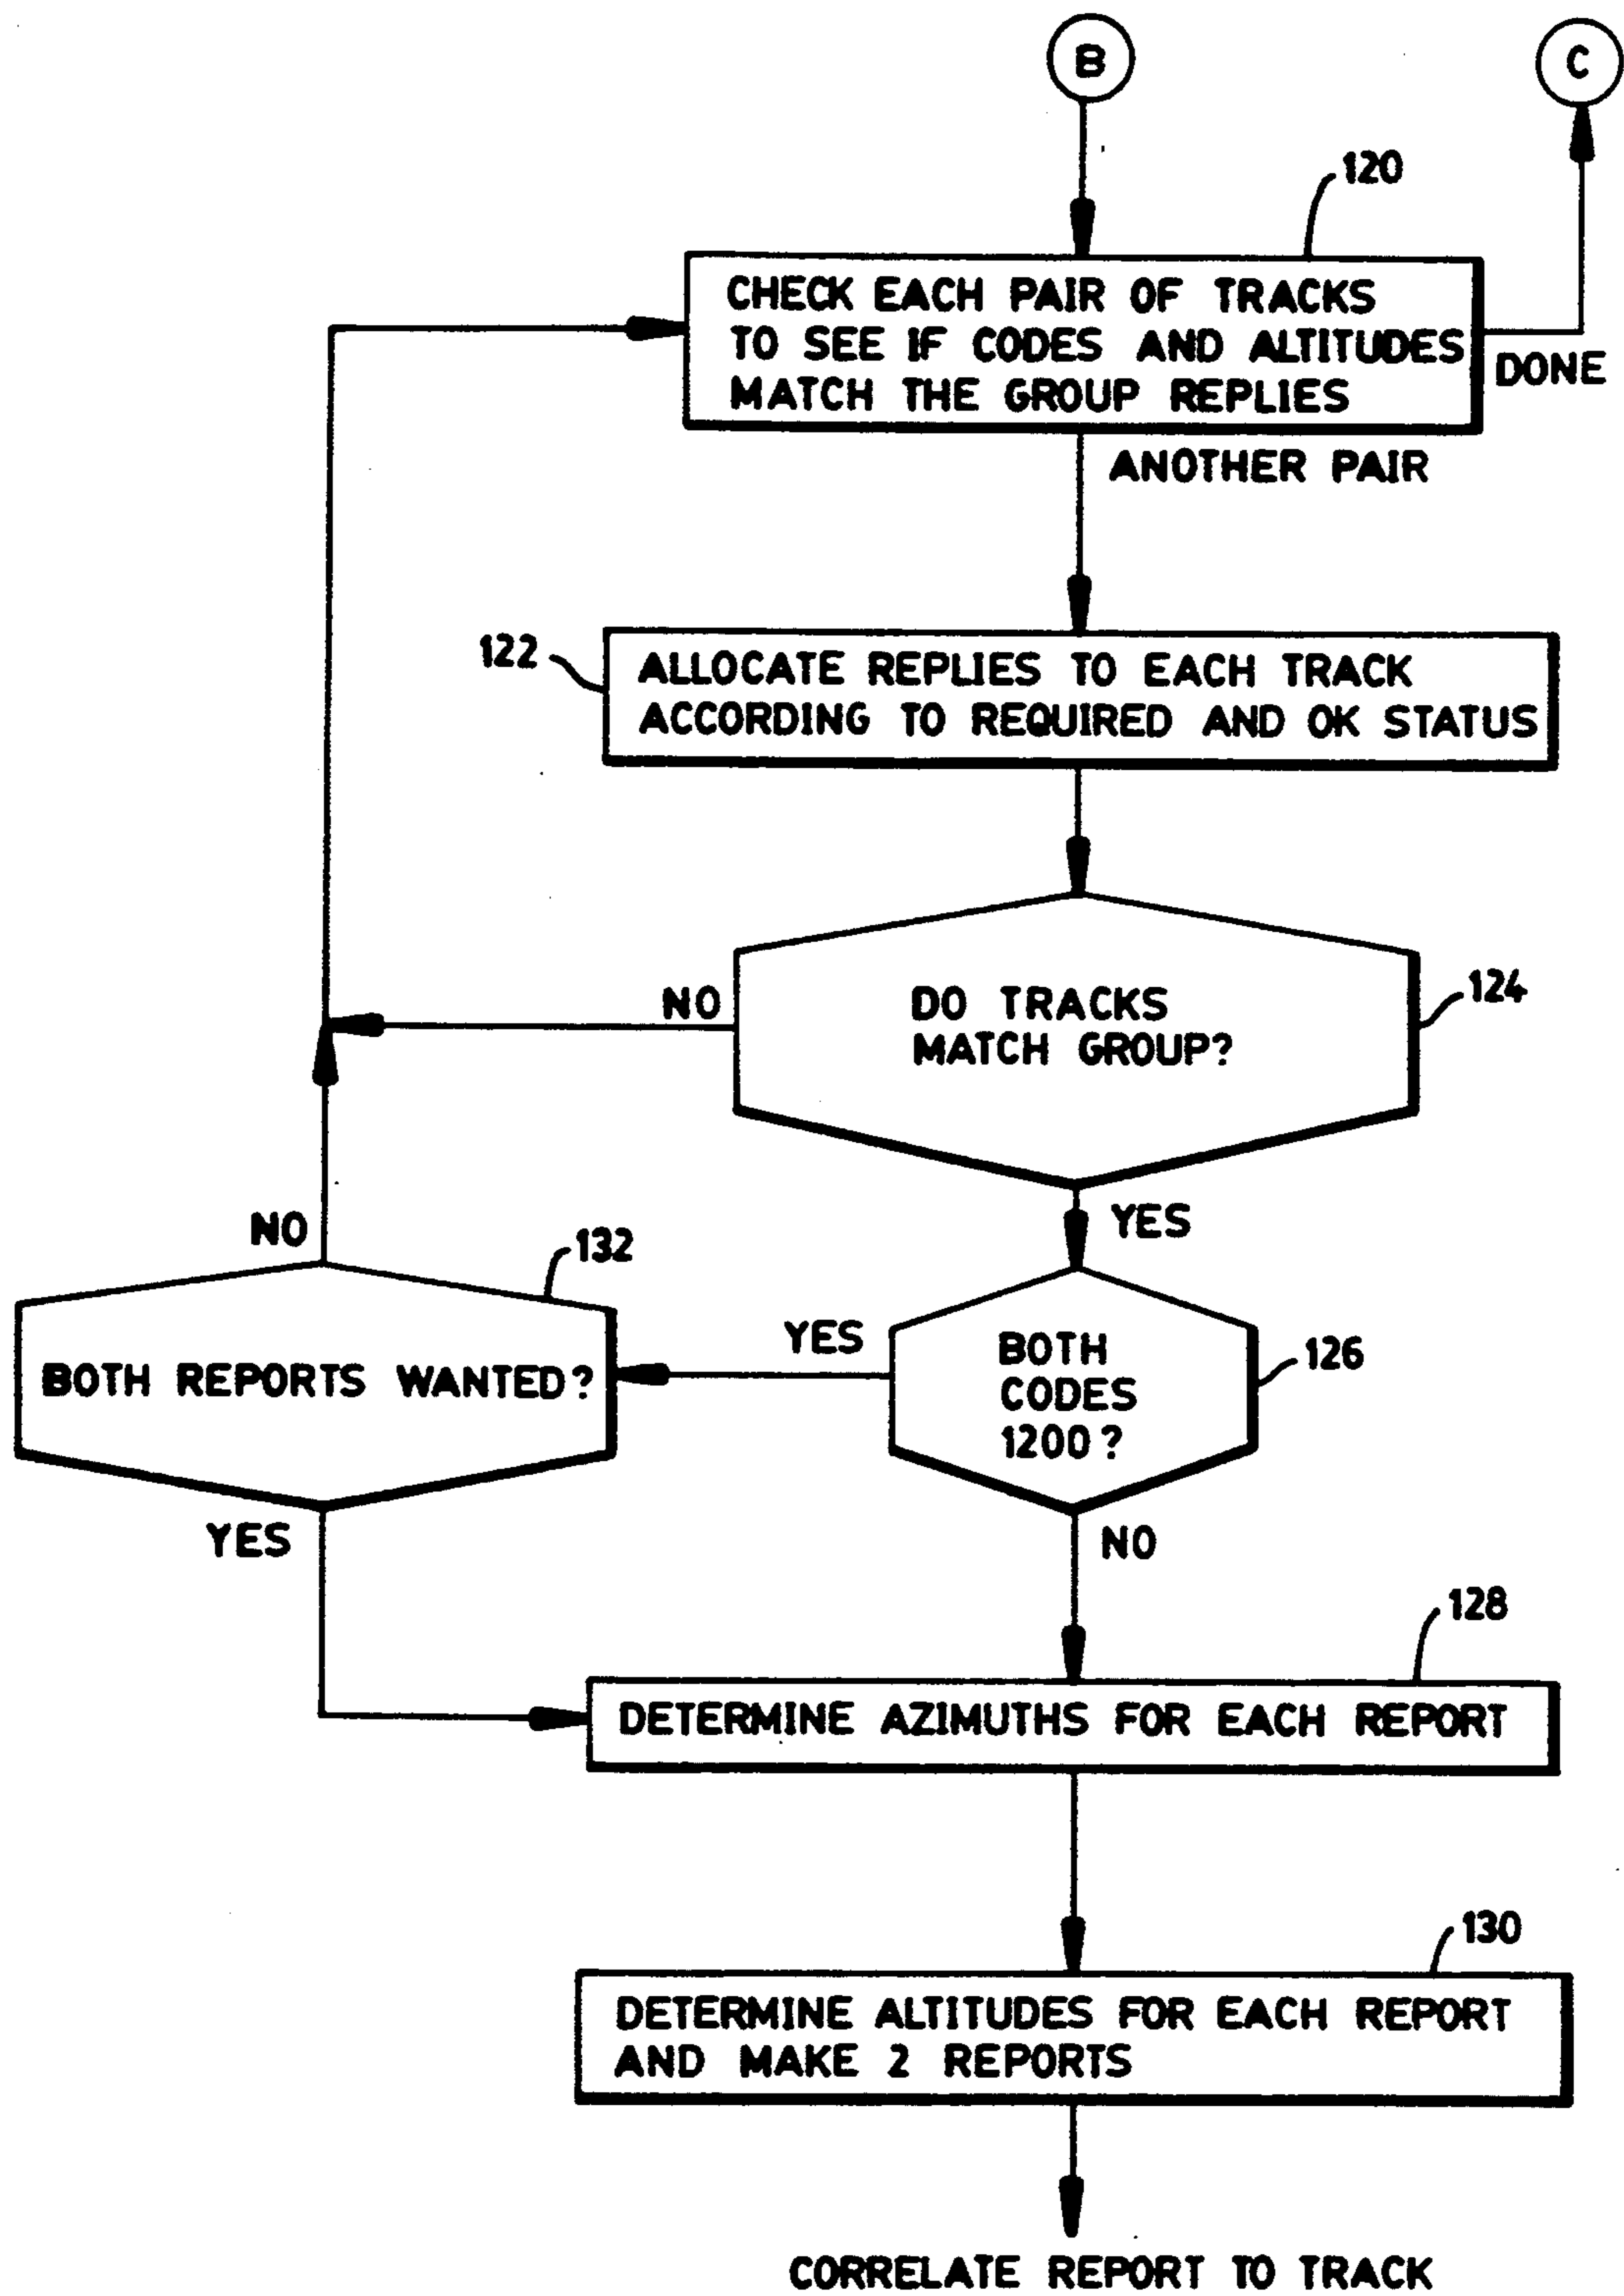 B
C
120
CHECK EACH PAIR OF TRACKS
TO SEE IF CODES AND ALTITUDES
MATCH THE GROUP REPLIES
DONE
ANOTHER PAIR
122
ALLOCATE REPLIES TO EACH TRACK
ACCORDING TO REQUIRED AND OK STATUS
NO
DO TRACKS
MATCH GROUP?
124
YES
NO
132
BOTH REPORTS WANTED?
YES
BOTH
CODES
1200?
126
YES
NO
128
DETERMINE AZIMUTHS FOR EACH REPORT
130
DETERMINE ALTITUDES FOR EACH REPORT
AND MAKE 2 REPORTS
CORRELATE REPORT TO TRACK